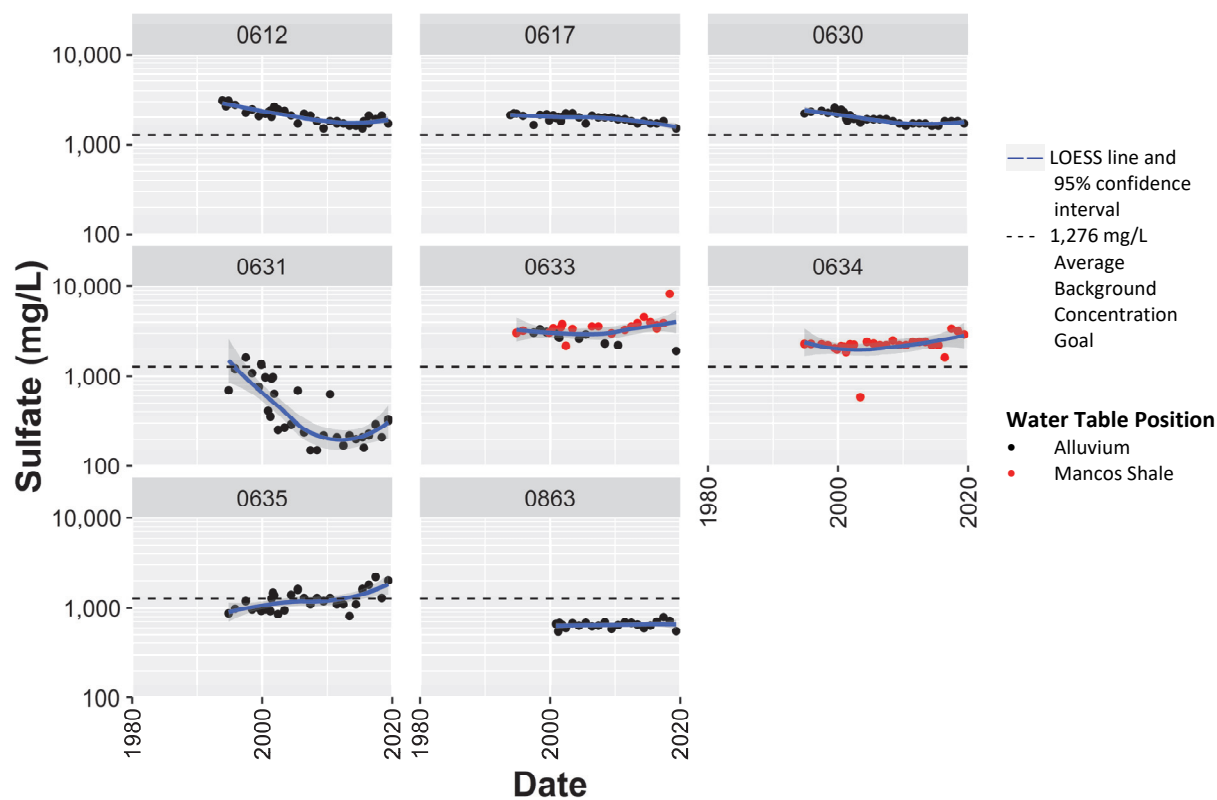 0612
0617
0630
10,000
1,000
100
LOESS line and
95% confidence
interval
1,276 mg/L
Average
Background
Concentration
Goal
0631
0633
0634
10,000
1,000
100
Sulfate (mg/L)
Water Table Position
Alluvium
Mancos Shale
1980
2000
2020
0635
0863
10,000
1,000
100
1980
2000
2020
1980
2000
2020
Date